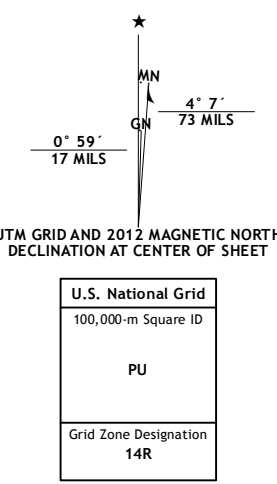 ★
MN
4° 7´
73 MILS
GN
0° 59´
17 MILS
UTM GRID AND 2012 MAGNETIC NORTH
DECLINATION AT CENTER OF SHEET
U.S. National Grid
100,000-m Square ID
PU
Grid Zone Designation
14R